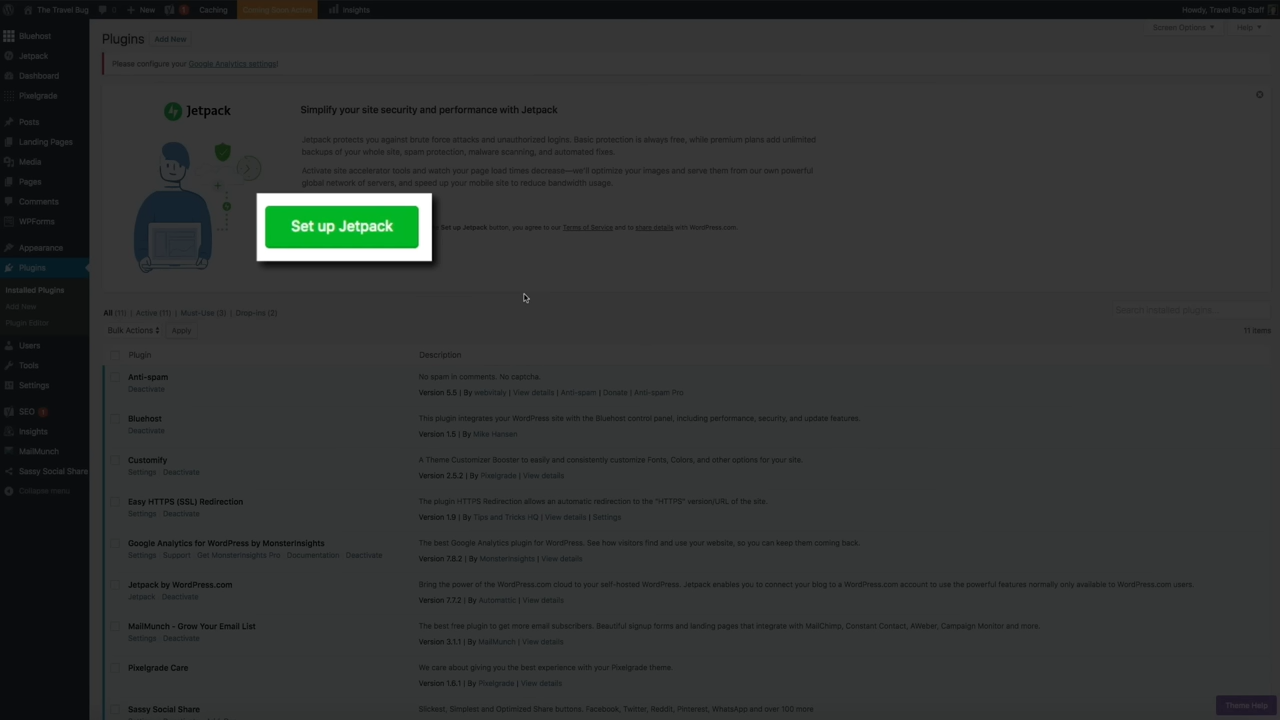 The Travel Bug 0 + New 1 Caching Coming Soon Active Insights Howdy, Travel Bug Staff
Screen Options Help
Bluehost
Jetpack
Dashboard
Pixelgrade
Posts
Landing Pages
Media
Pages
Comments
WPForms
Appearance
Plugins
Installed Plugins
Add New
Plugin Editor
Users
Tools
Settings
SEO 1
Insights
MailMunch
Sassy Social Share
Collapse menu
Plugins Add New
Please configure your Google Analytics settings!
Jetpack
Simplify your site security and performance with Jetpack
Jetpack protects you against brute force attacks and unauthorized logins. Basic protection is always free, while premium plans add unlimited
backups of your whole site, spam protection, malware scanning, and automated fixes.
Activate site accelerator tools and watch your page load times decrease—we'll optimize your images and serve them from our own powerful
global network of servers, and speed up your mobile site to reduce bandwidth usage.
Set up Jetpack
Set up Jetpack button, you agree to our Terms of Service and to share details with WordPress.com.
All (11) | Active (11) | Must-Use (3) | Drop-ins (2)
Search installed plugins...
Bulk Actions Apply
11 items
Plugin Description
Anti-spam No spam in comments. No captcha.
Deactivate
Version 5.5 | By webvitaly | View details | Anti-spam | Donate | Anti-spam Pro
Bluehost This plugin integrates your WordPress site with the Bluehost control panel, including performance, security, and update features.
Deactivate
Version 1.5 | By Mike Hansen
Customify A Theme Customizer Booster to easily and consistently customize Fonts, Colors, and other options for your site.
Settings Deactivate
Version 2.5.2 | By Pixelgrade | View details
Easy HTTPS (SSL) Redirection The plugin HTTPS Redirection allows an automatic redirection to the "HTTPS" version/URL of the site.
Settings Deactivate
Version 1.9 | By Tips and Tricks HQ | View details | Settings
Google Analytics for WordPress by MonsterInsights The best Google Analytics plugin for WordPress. See how visitors find and use your website, so you can keep them coming back.
Settings Support Get MonsterInsights Pro Documentation Deactivate
Version 7.8.2 | By MonsterInsights | View details
Jetpack by WordPress.com Bring the power of the WordPress.com cloud to your self-hosted WordPress. Jetpack enables you to connect your blog to a WordPress.com account to use the powerful features normally only available to WordPress.com users.
Jetpack Deactivate
Version 7.7.2 | By Automattic | View details
MailMunch - Grow Your Email List The best free plugin to get more email subscribers. Beautiful signup forms and landing pages that integrate with MailChimp, Constant Contact, AWeber, Campaign Monitor and more.
Settings Deactivate
Version 3.1.1 | By MailMunch | View details
Pixelgrade Care We care about giving you the best experience with your Pixelgrade theme.
Version 1.6.1 | By Pixelgrade | View details
Sassy Social Share Slickest, Simplest and Optimized Share buttons. Facebook, Twitter, Reddit, Pinterest, WhatsApp and over 100 more
Theme Help